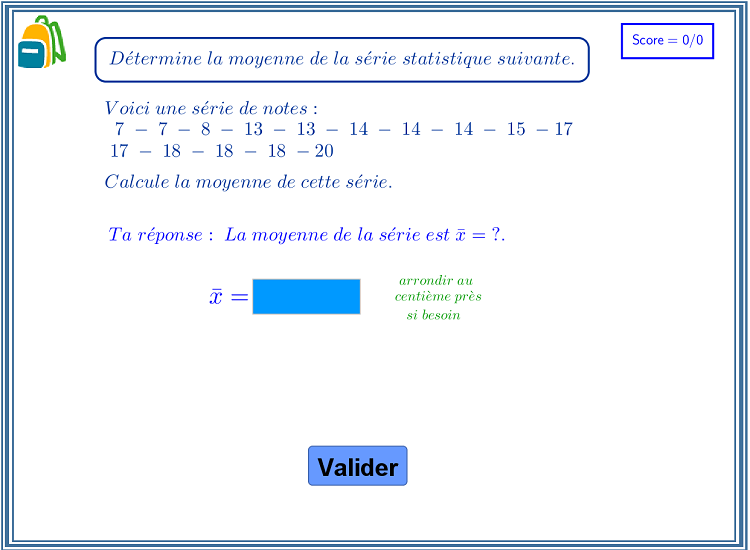 Score = 0/0
Détermine la moyenne de la série statistique suivante.
Voici une série de notes :
7 − 7 − 8 − 13 − 13 − 14 − 14 − 14 − 15 − 17
17 − 18 − 18 − 18 − 20
Calcule la moyenne de cette série.
Ta réponse : La moyenne de la série est x̄ = ?.
x̄ =
arrondir au
centième près
si besoin
Valider